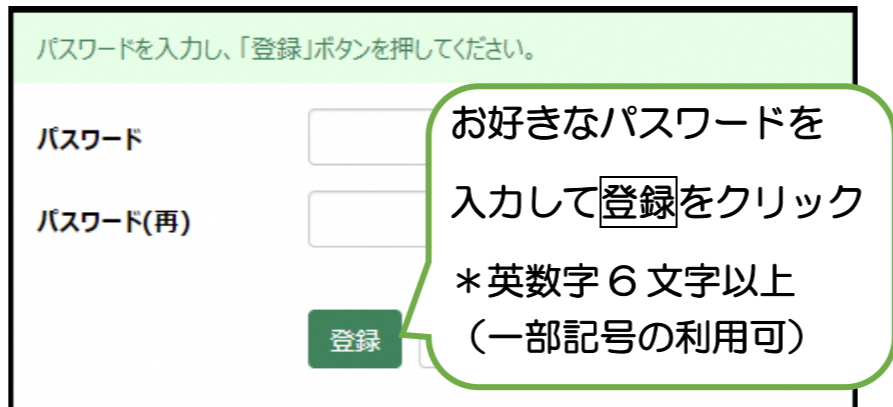 パスワードを入力し、「登録」ボタンを押してください。
パスワード
パスワード(再)
登録
お好きなパスワードを
入力して登録をクリック
＊英数字６文字以上
（一部記号の利用可）